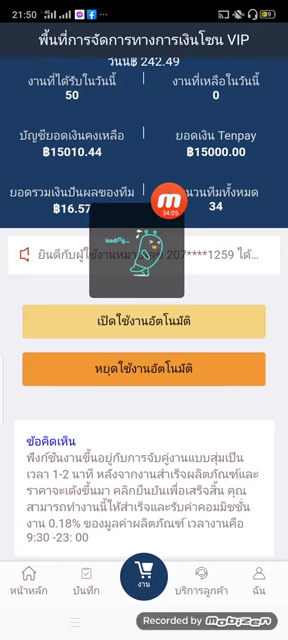 21:50
9
พื้นที่การจัดการทางการเงินโซน VIP
วันนี้฿ 242.49
งานที่ได้รับในวันนี้ งานที่เหลือในวันนี้
50 0
บัญชียอดเงินคงเหลือ ยอดเงิน Tenpay
฿15010.44 ฿15000.00
ยอดรวมเงินปันผลของทีม จำนวนทีมทั้งหมด
฿16.57 34
34:05
loading...
ยินดีกับผู้ใช้งานหมายเลข 207****1259 ได้...
เปิดใช้งานอัตโนมัติ
หยุดใช้งานอัตโนมัติ
ข้อคิดเห็น
ฟังก์ชันงานขึ้นอยู่กับการจับคู่งานแบบสุ่มเป็น
เวลา 1-2 นาที หลังจากงานสำเร็จผลิตภัณฑ์และ
ราคาจะเด้งขึ้นมา คลิกยืนยันเพื่อเสร็จสิ้น คุณ
สามารถทำงานนี้ให้สำเร็จและรับค่าคอมมิชชั่น
งาน 0.18% ของมูลค่าผลิตภัณฑ์ เวลางานคือ
9:30 -23: 00
หน้าหลัก บันทึก งาน บริการลูกค้า ฉัน
Recorded by mobizen